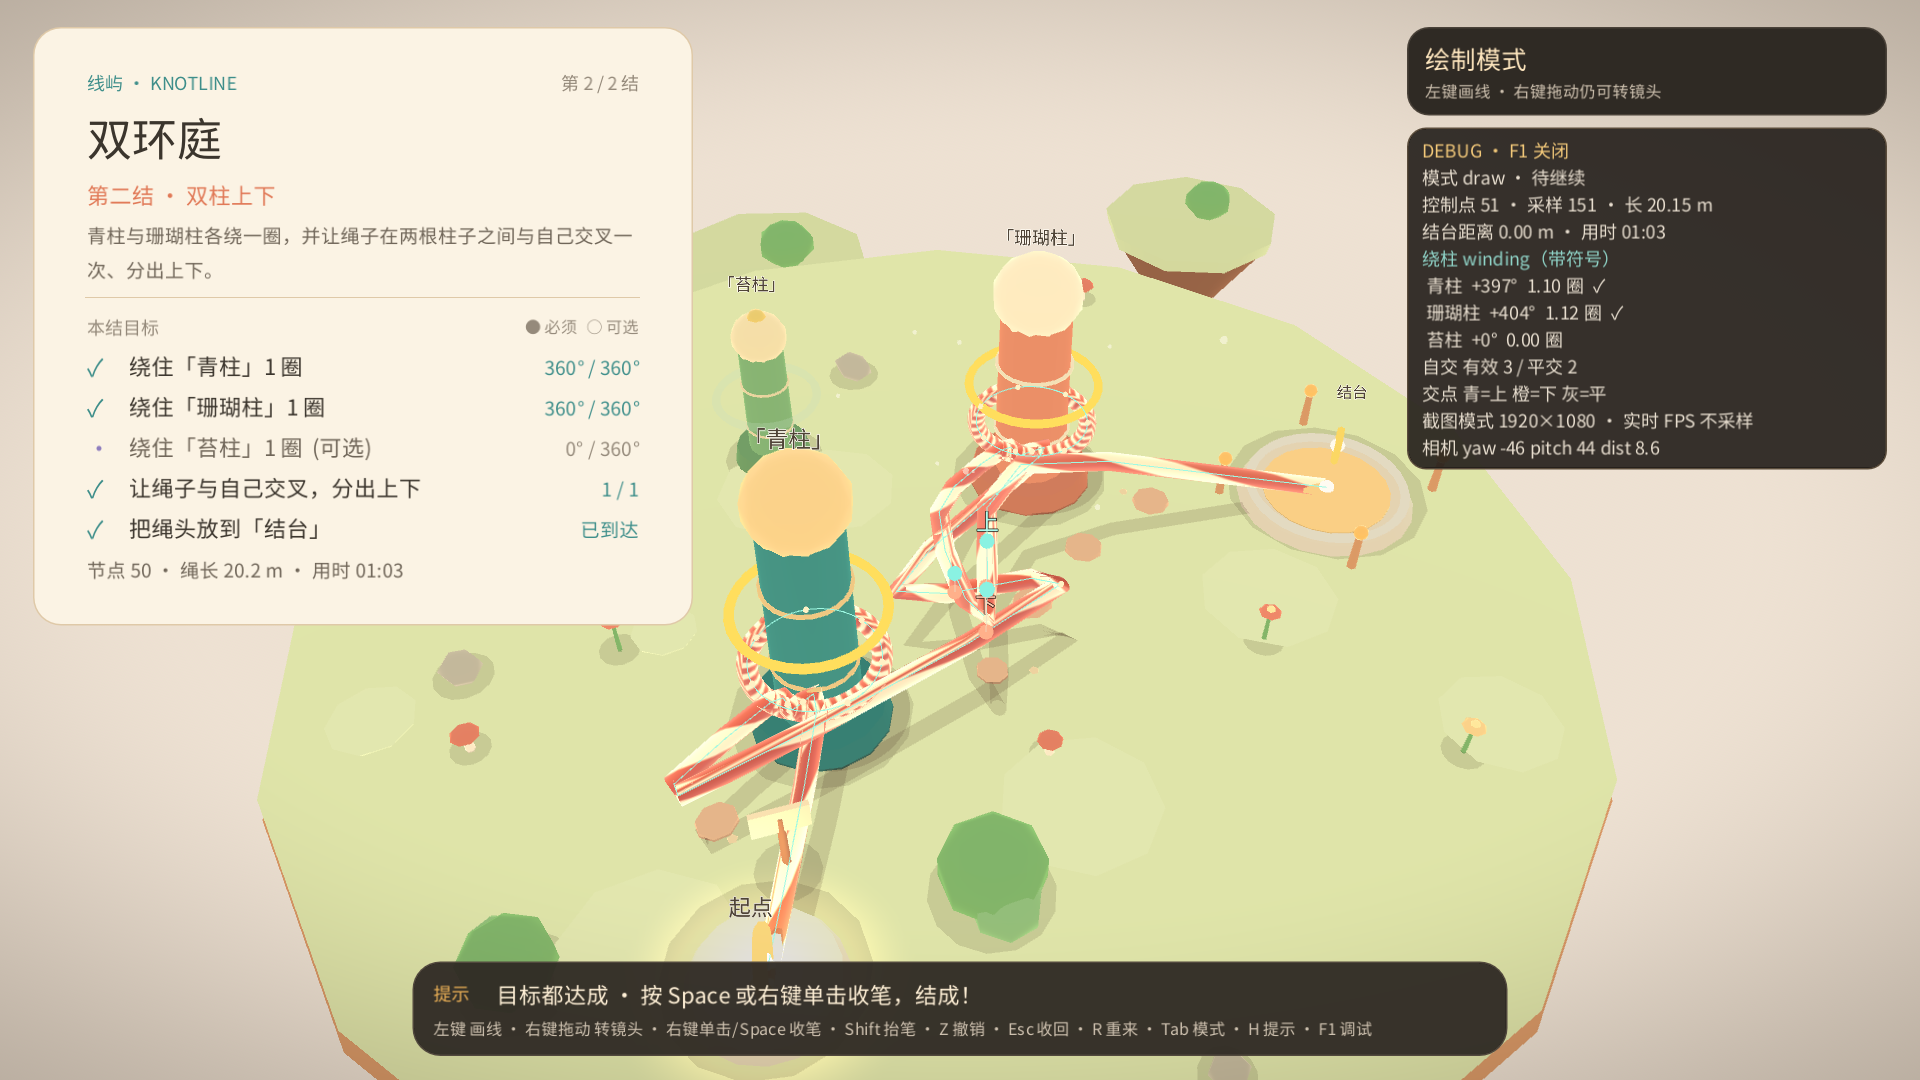 线屿 · KNOTLINE
第 2 / 2 结
双环庭
第二结 · 双柱上下
青柱与珊瑚柱各绕一圈，并让绳子在两根柱子之间与自己交叉一
次、分出上下。
本结目标
必须 可选
✓ 绕住「青柱」1 圈 360° / 360°
✓ 绕住「珊瑚柱」1 圈 360° / 360°
• 绕住「苔柱」1 圈 (可选) 0° / 360°
✓ 让绳子与自己交叉，分出上下 1 / 1
✓ 把绳头放到「结台」 已到达
节点 50 · 绳长 20.2 m · 用时 01:03
绘制模式
左键画线 · 右键拖动仍可转镜头
DEBUG · F1 关闭
模式 draw · 待继续
控制点 51 · 采样 151 · 长 20.15 m
结台距离 0.00 m · 用时 01:03
绕柱 winding（带符号）
青柱 +397° 1.10 圈 ✓
珊瑚柱 +404° 1.12 圈 ✓
苔柱 +0° 0.00 圈
自交 有效 3 / 平交 2
交点 青=上 橙=下 灰=平
截图模式 1920×1080 · 实时 FPS 不采样
相机 yaw -46 pitch 44 dist 8.6
「珊瑚柱」
「苔柱」
结台
「青柱」
上
下
起点
提示 目标都达成 · 按 Space 或右键单击收笔，结成！
左键 画线 · 右键拖动 转镜头 · 右键单击/Space 收笔 · Shift 抬笔 · Z 撤销 · Esc 收回 · R 重来 · Tab 模式 · H 提示 · F1 调试